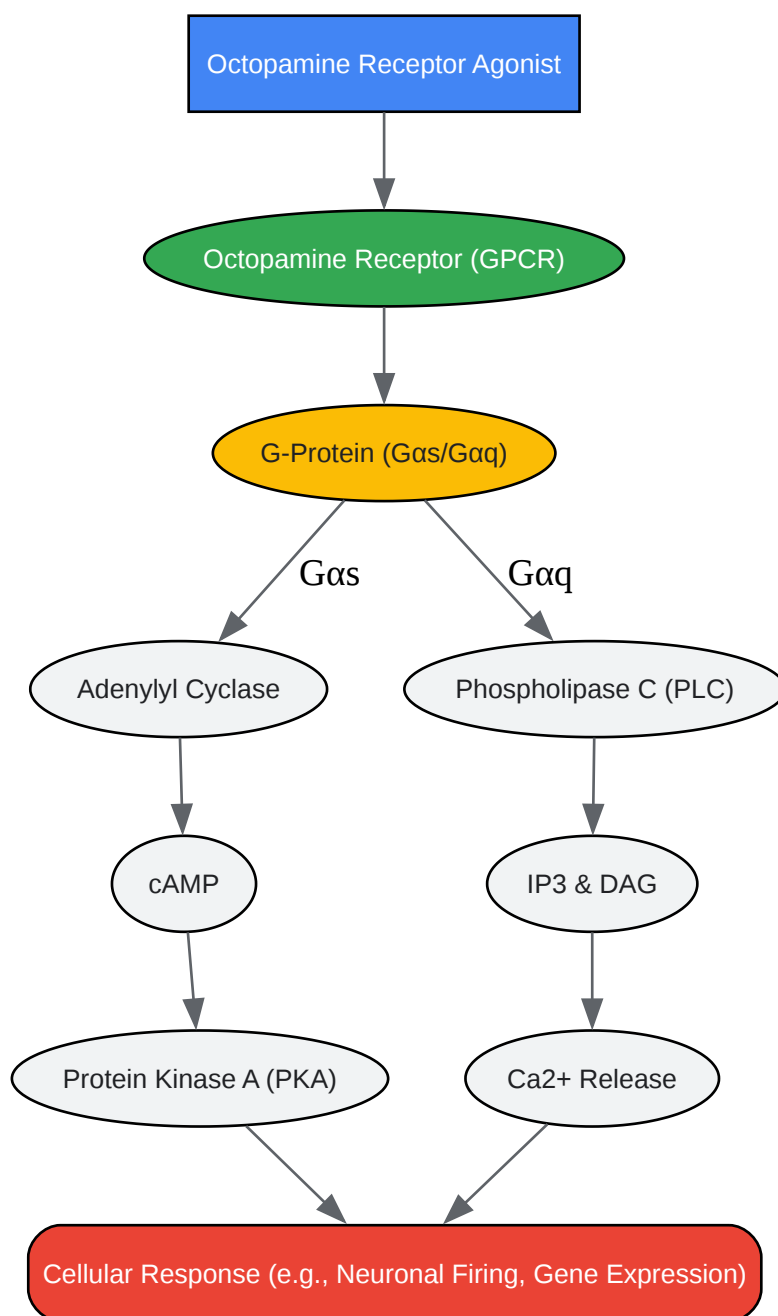 Octopamine Receptor Agonist
Octopamine Receptor (GPCR)
G-Protein (Gαs/Gαq)
Gαs
Gαq
Adenylyl Cyclase
Phospholipase C (PLC)
cAMP
IP3 & DAG
Protein Kinase A (PKA)
Ca2+ Release
Cellular Response (e.g., Neuronal Firing, Gene Expression)